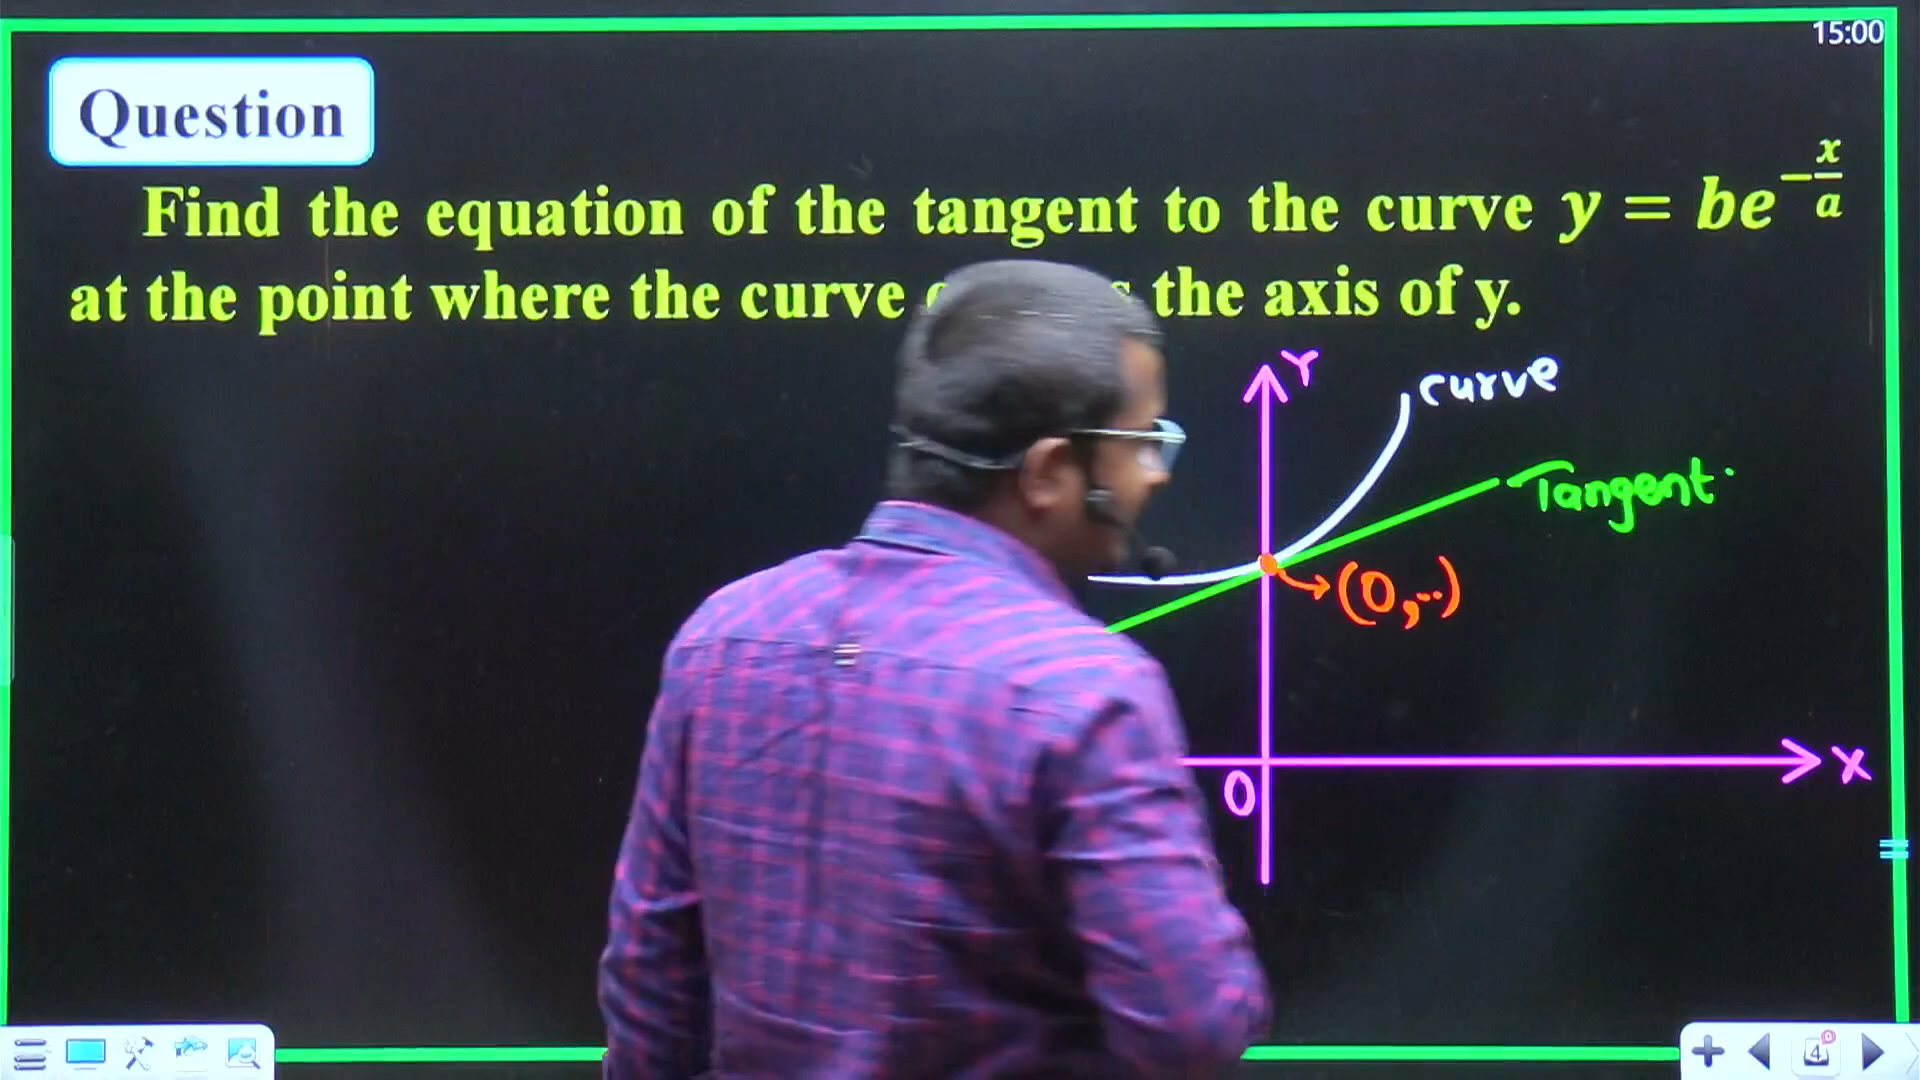 15:00
Question
Find the equation of the tangent to the curve y = be^{-\frac{x}{a}}
at the point where the curve the axis of y.
Y
curve
Tangent
(0,..)
X
O
4